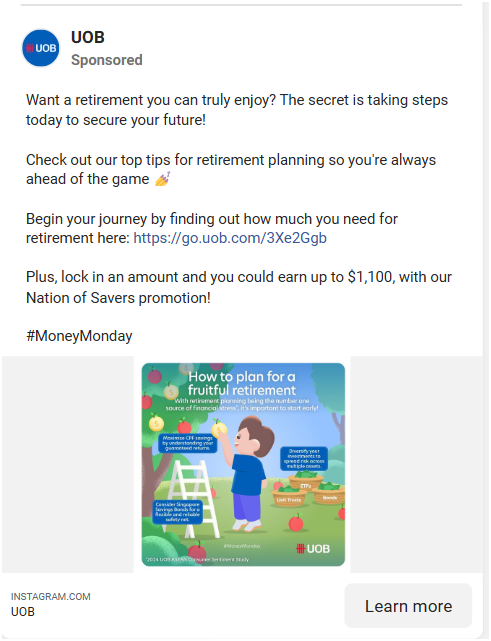 UOB
UOB
Sponsored
Want a retirement you can truly enjoy? The secret is taking steps
today to secure your future!
Check out our top tips for retirement planning so you're always
ahead of the game 💅
Begin your journey by finding out how much you need for
retirement here: https://go.uob.com/3Xe2Ggb
Plus, lock in an amount and you could earn up to $1,100, with our
Nation of Savers promotion!
#MoneyMonday
How to plan for a
fruitful retirement
With retirement planning being the number one
source of financial stress*, it's important to start early!
Maximise CPF savings
by understanding your
guaranteed returns.
Diversify your
investments to
spread risk across
multiple assets.
ETFs
Unit Trusts
Bonds
Consider Singapore
Savings Bonds for a
flexible and reliable
safety net.
#MoneyMonday
UOB
*2024 UOB ASEAN Consumer Sentiment Study
INSTAGRAM.COM
UOB
Learn more